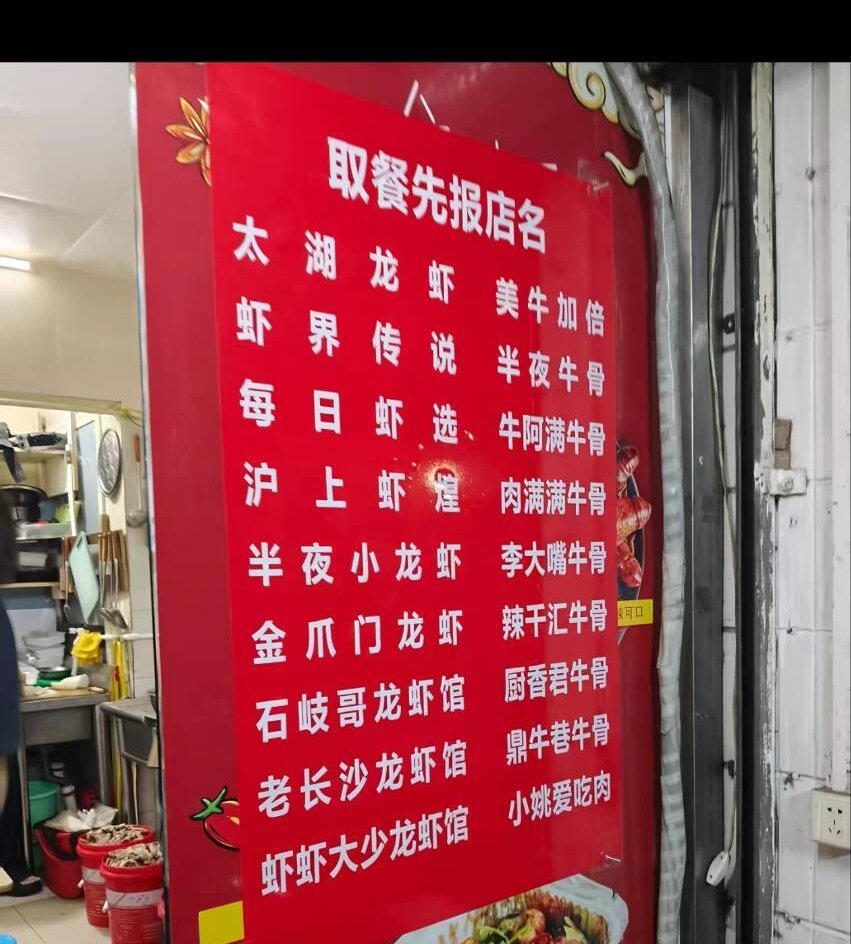 取餐先报店名
太湖龙虾 美牛加倍
虾界传说 半夜牛骨
每日虾选、 牛阿满牛骨
沪上虾煌 肉满满牛骨
半夜小龙虾 李大嘴牛骨
金爪门龙虾 辣干汇牛骨
石岐哥龙虾馆 厨香君牛骨
老长沙龙虾馆 鼎牛巷牛骨
虾虾大少龙虾馆 小姚爱吃肉
可口